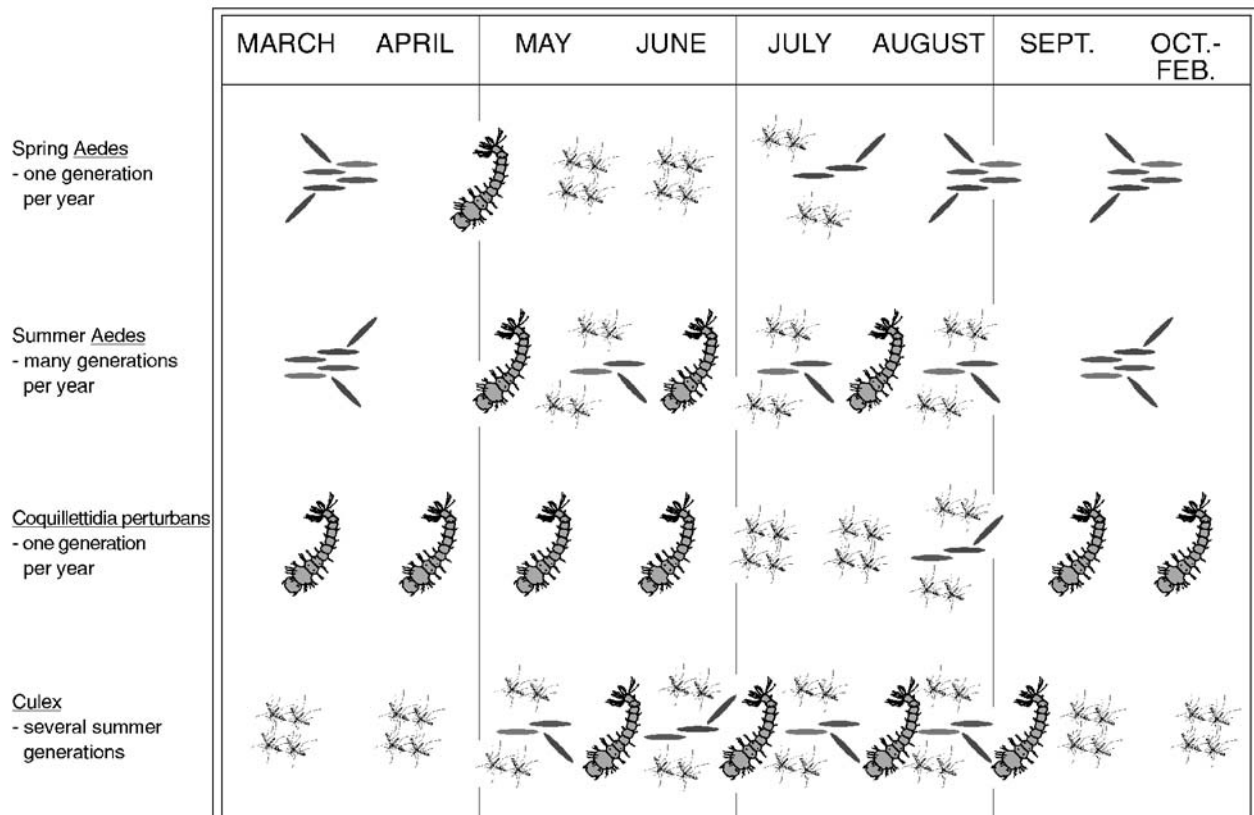 MARCH APRIL MAY JUNE JULY AUGUST SEPT. OCT.-
FEB.
Spring Aedes
- one generation
per year
Summer Aedes
- many generations
per year
Coquillettidia perturbans
- one generation
per year
Culex
- several summer
generations